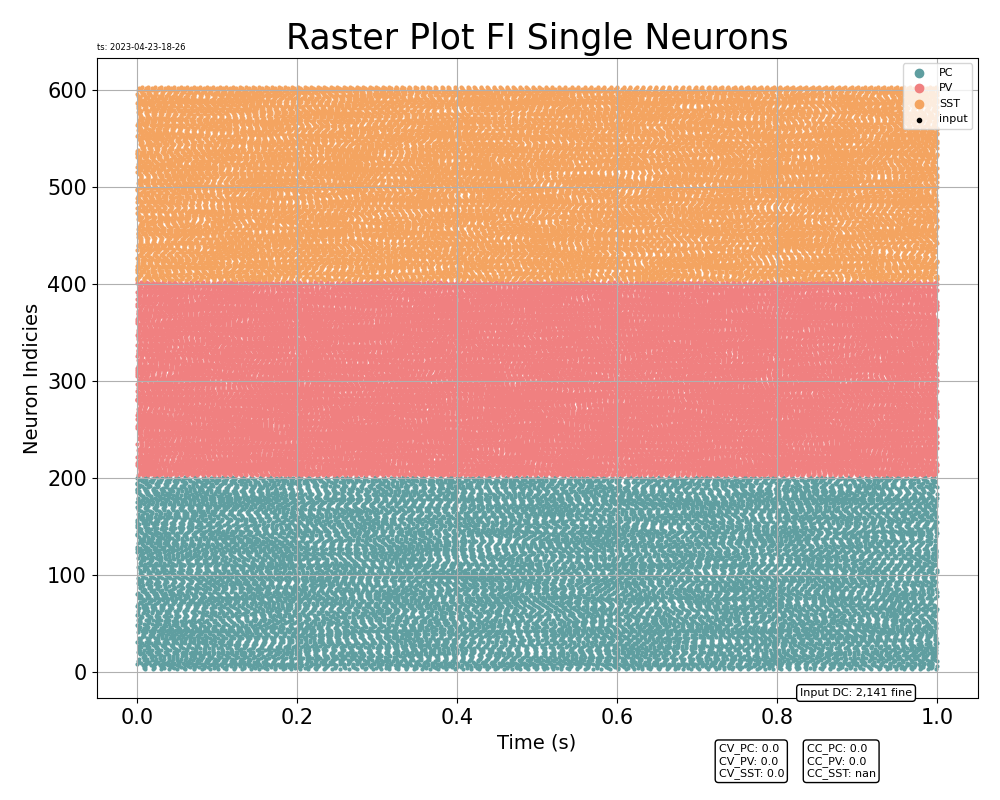 Raster Plot FI Single Neurons
ts: 2023-04-23-18-26
PC
PV
SST
input
600
500
400
300
200
100
0
Neuron Indicies
0.0 0.2 0.4 0.6 0.8 1.0
Time (s)
Input DC: 2,141 fine
CV_PC: 0.0
CV_PV: 0.0
CV_SST: 0.0
CC_PC: 0.0
CC_PV: 0.0
CC_SST: nan